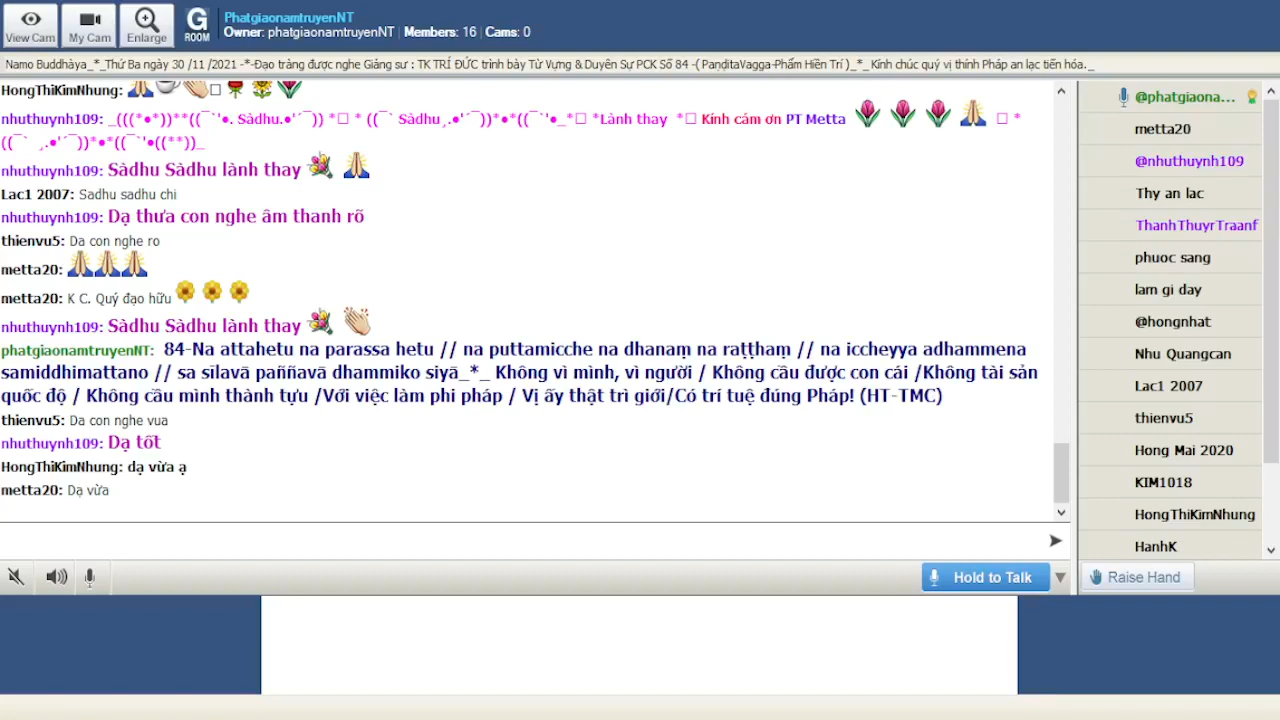 View Cam
My Cam
Enlarge
G
ROOM
PhatgiaonamtruyenNT
Owner: phatgiaonamtruyenNT | Members: 16 | Cams: 0
Namo Buddhàya_*_Thứ Ba ngày 30 /11 /2021 -*-Đạo tràng được nghe Giảng sư : TK TRÍ ĐỨC trình bày Từ Vựng & Duyên Sự PCK Số 84 -( PaṇḍitaVagga-Phẩm Hiền Trí )_*_ Kính chúc quý vị thính Pháp an lạc tiến hóa._
HongThiKimNhung:
nhuthuynh109: _(((*•*))**((¯`'•. Sàdhu.•'´¯)) *□ * ((¯` Sàdhu¸.•'´¯))*•*((¯`'•_*□ *Lành thay *□ Kính cám ơn PT Metta □ *
((¯` ¸.•'´¯))*•*((¯`'•((**))_
nhuthuynh109: Sàdhu Sàdhu lành thay
Lac1 2007: Sadhu sadhu chi
nhuthuynh109: Dạ thưa con nghe âm thanh rõ
thienvu5: Da con nghe ro
metta20:
metta20: K C. Quý đạo hữu
nhuthuynh109: Sàdhu Sàdhu lành thay
phatgiaonamtruyenNT: 84-Na attahetu na parassa hetu // na puttamicche na dhanaṃ na raṭṭhaṃ // na iccheyya adhammena
samiddhimattano // sa sīlavā paññavā dhammiko siyā_*_ Không vì mình, vì người / Không cầu được con cái /Không tài sản
quốc độ / Không cầu mình thành tựu /Với việc làm phi pháp / Vị ấy thật trì giới/Có trí tuệ đúng Pháp! (HT-TMC)
thienvu5: Da con nghe vua
nhuthuynh109: Dạ tốt
HongThiKimNhung: dạ vừa ạ
metta20: Dạ vừa
Hold to Talk
@phatgiaona...
metta20
@nhuthuynh109
Thy an lac
ThanhThuyrTraanf
phuoc sang
lam gi day
@hongnhat
Nhu Quangcan
Lac1 2007
thienvu5
Hong Mai 2020
KIM1018
HongThiKimNhung
HanhK
Raise Hand